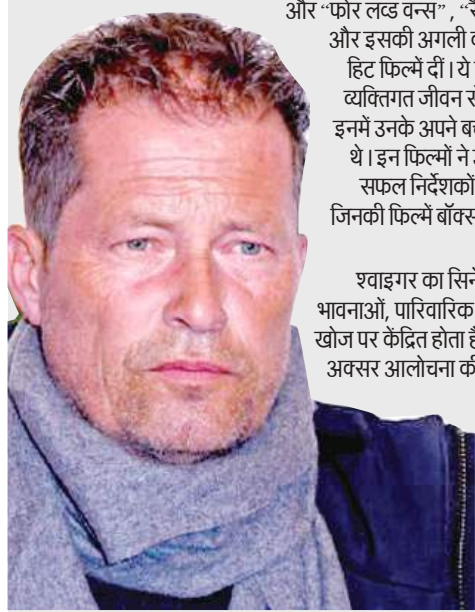 और “फोर लव्ड वन्स”, “
और इसकी अगली
हिट फिल्में दीं। ये
व्यक्तिगत जीवन
इनमें उनके अपने
थे। इन फिल्मों ने
सफल निर्देशकों
जिनकी फिल्में बॉक्स
श्वाइगर का
भावनाओं, पारिवारिक
खोज पर केंद्रित होता
अक्सर आलोचना की